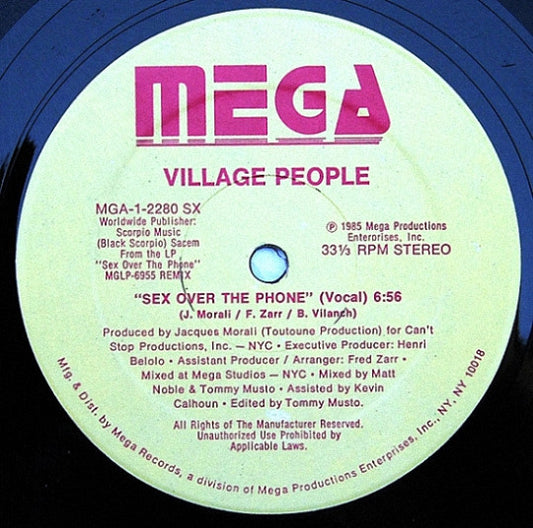 MEGA
VILLAGE PEOPLE
MGA-1-2280 SX
Worldwide Publisher:
Scorpio Music
(Black Scorpio) Sacem
From the LP
"Sex Over The Phone"
MGLP-6955 REMIX
℗ 1985 Mega Productions
Enterprises, Inc.
33⅓ RPM STEREO
"SEX OVER THE PHONE" (Vocal) 6:56
(J. Morali / F. Zarr / B. Vilanch)
Produced by Jacques Morali (Toutoune Production) for Can't
Stop Productions, Inc. — NYC • Executive Producer: Henri
Belolo • Assistant Producer / Arranger: Fred Zarr •
Mixed at Mega Studios — NYC • Mixed by Matt
Noble & Tommy Musto • Assisted by Kevin
Calhoun • Edited by Tommy Musto.
All Rights of The Manufacturer Reserved.
Unauthorized Use Prohibited by
Applicable Laws.
Mfg. & Dist. by Mega Records, a division of Mega Productions Enterprises, Inc., NY, NY 10018